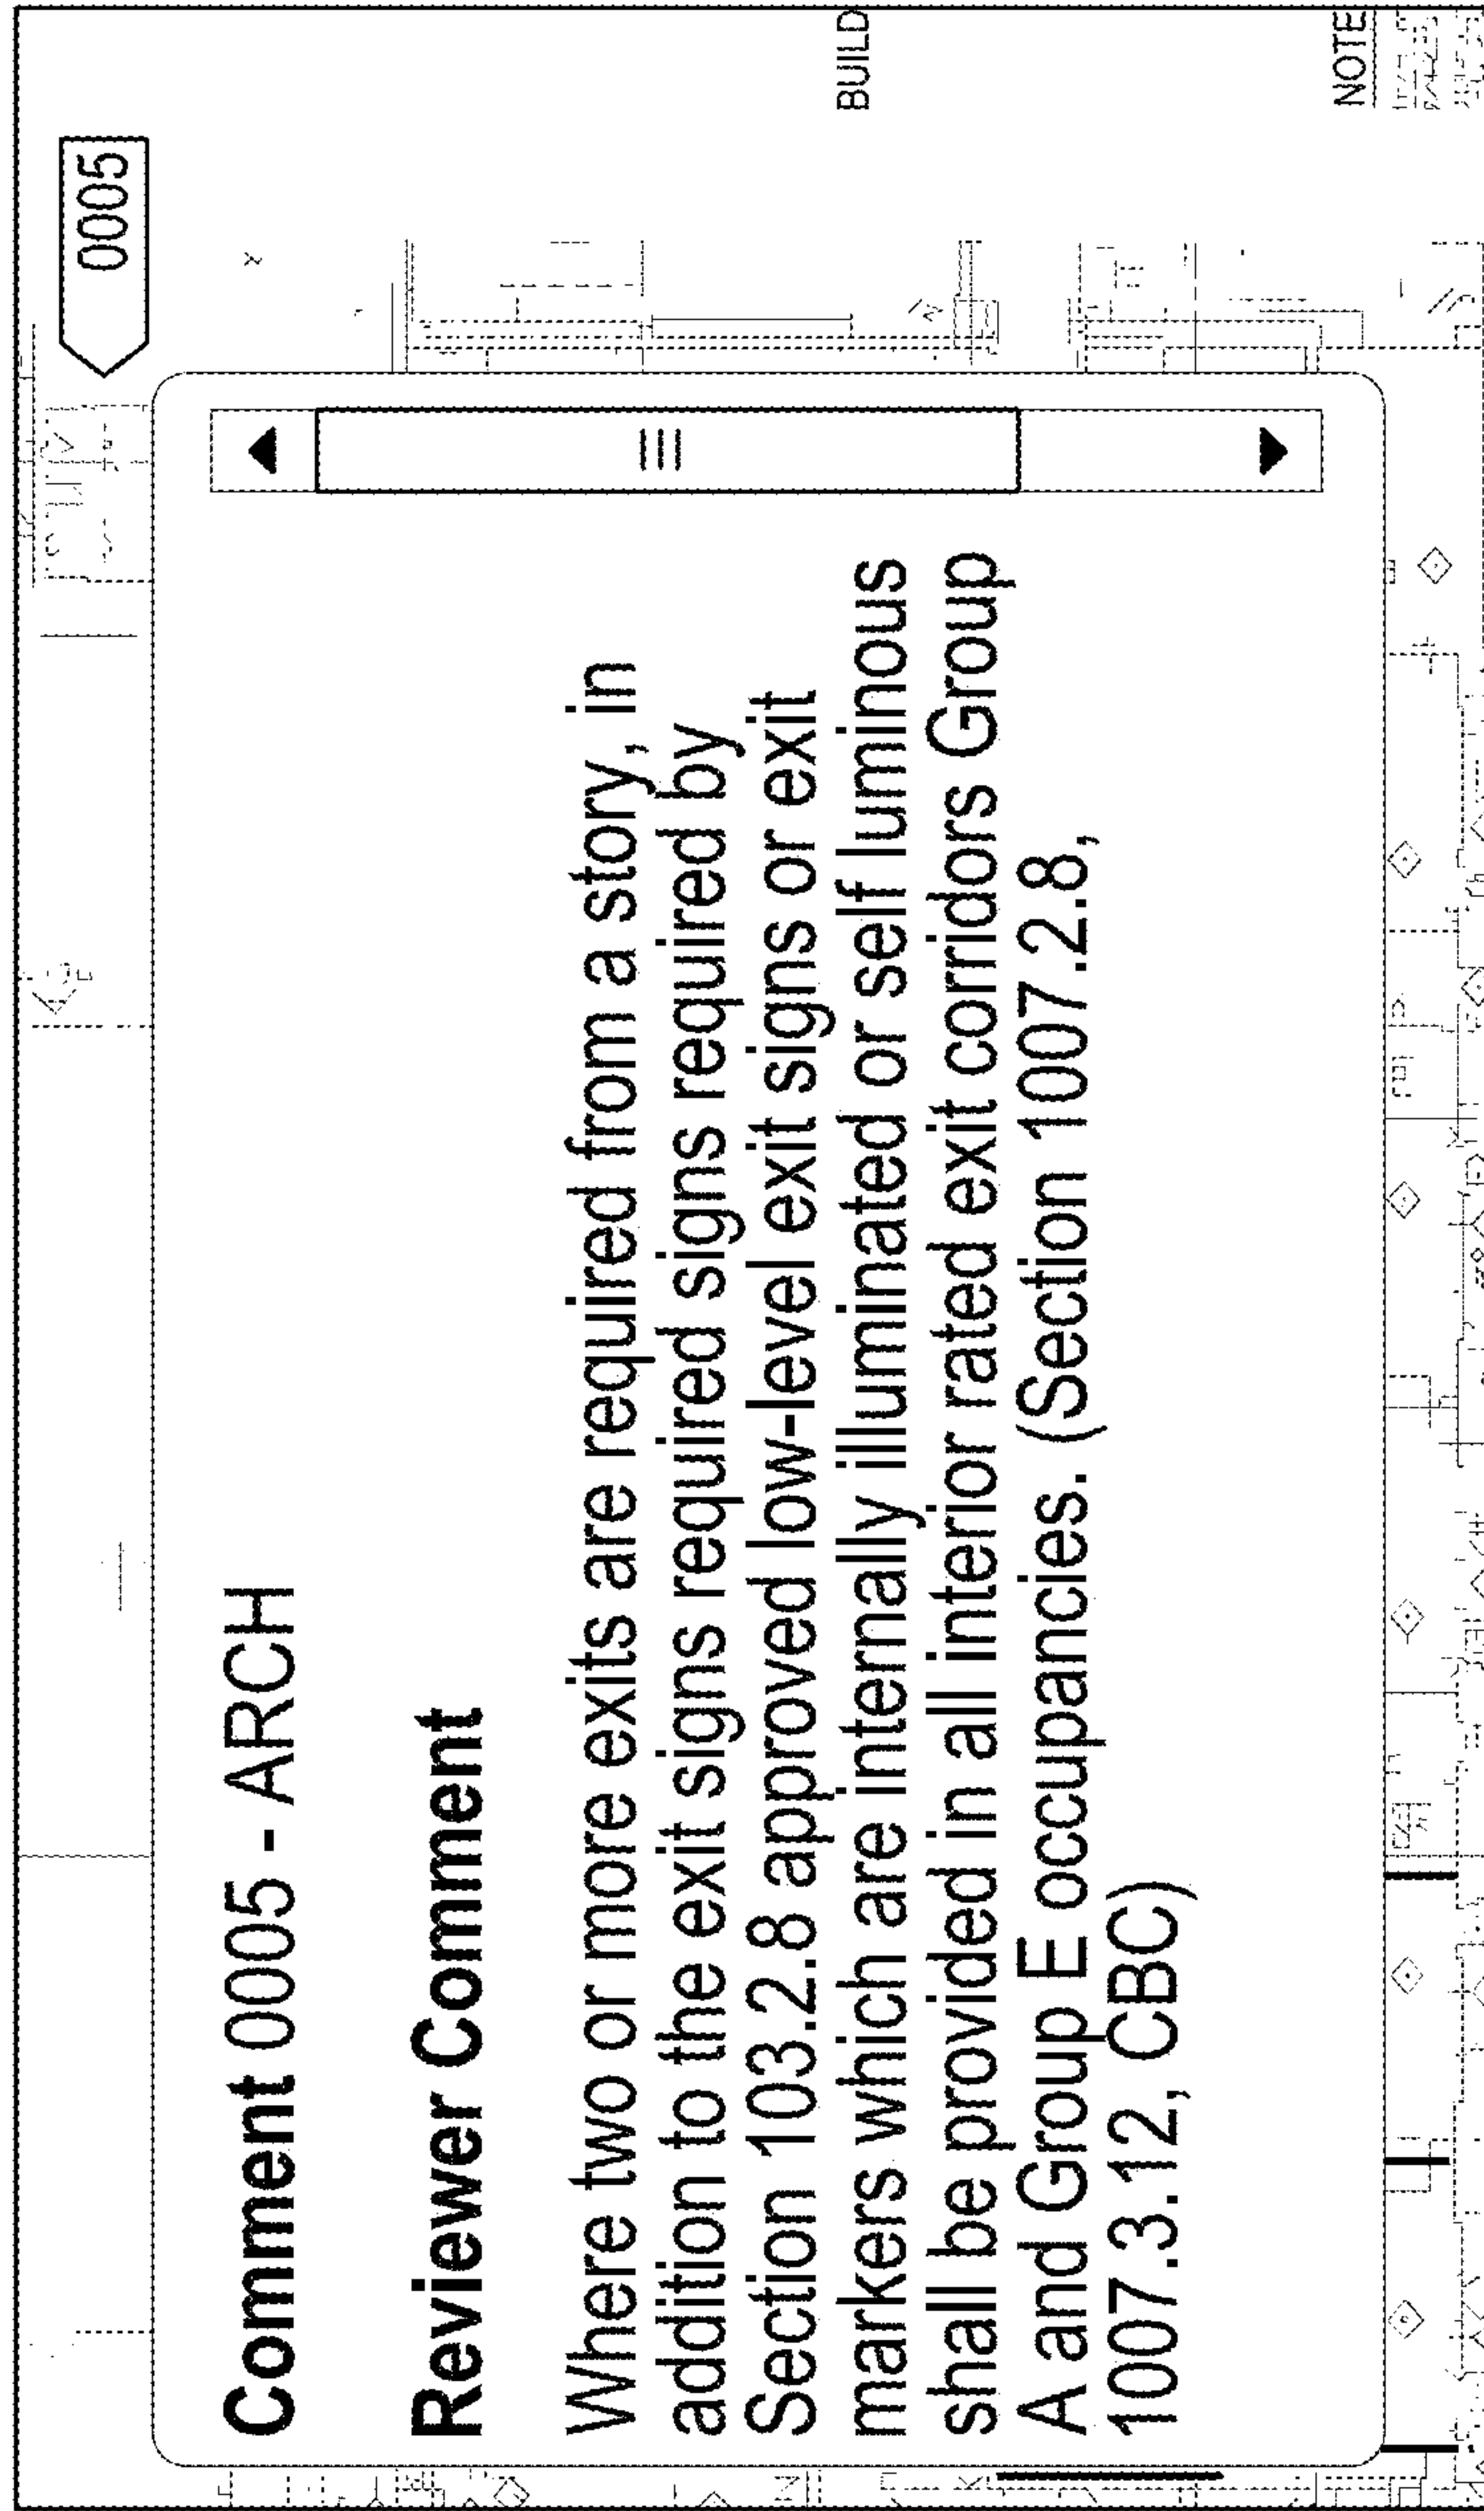 0005
Comment 0005 - ARCH
Reviewer Comment
Where two or more exits are required from a story, in
addition to the exit signs required signs required by
Section 103.2.8 approved low-level exit signs or exit
markers which are internally illuminated or self luminous
shall be provided in all interior rated exit corridors Group
A and Group E occupancies. (Section 1007.2.8,
1007.3.12, CBC)
BUILD
NOTE